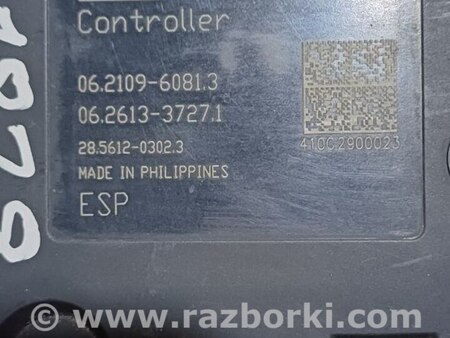 Controller
06.2109-6081.3
06.2613-3727.1
28.5612-0302.3
MADE IN PHILIPPINES
ESP
410C2900023
www.razborki.com